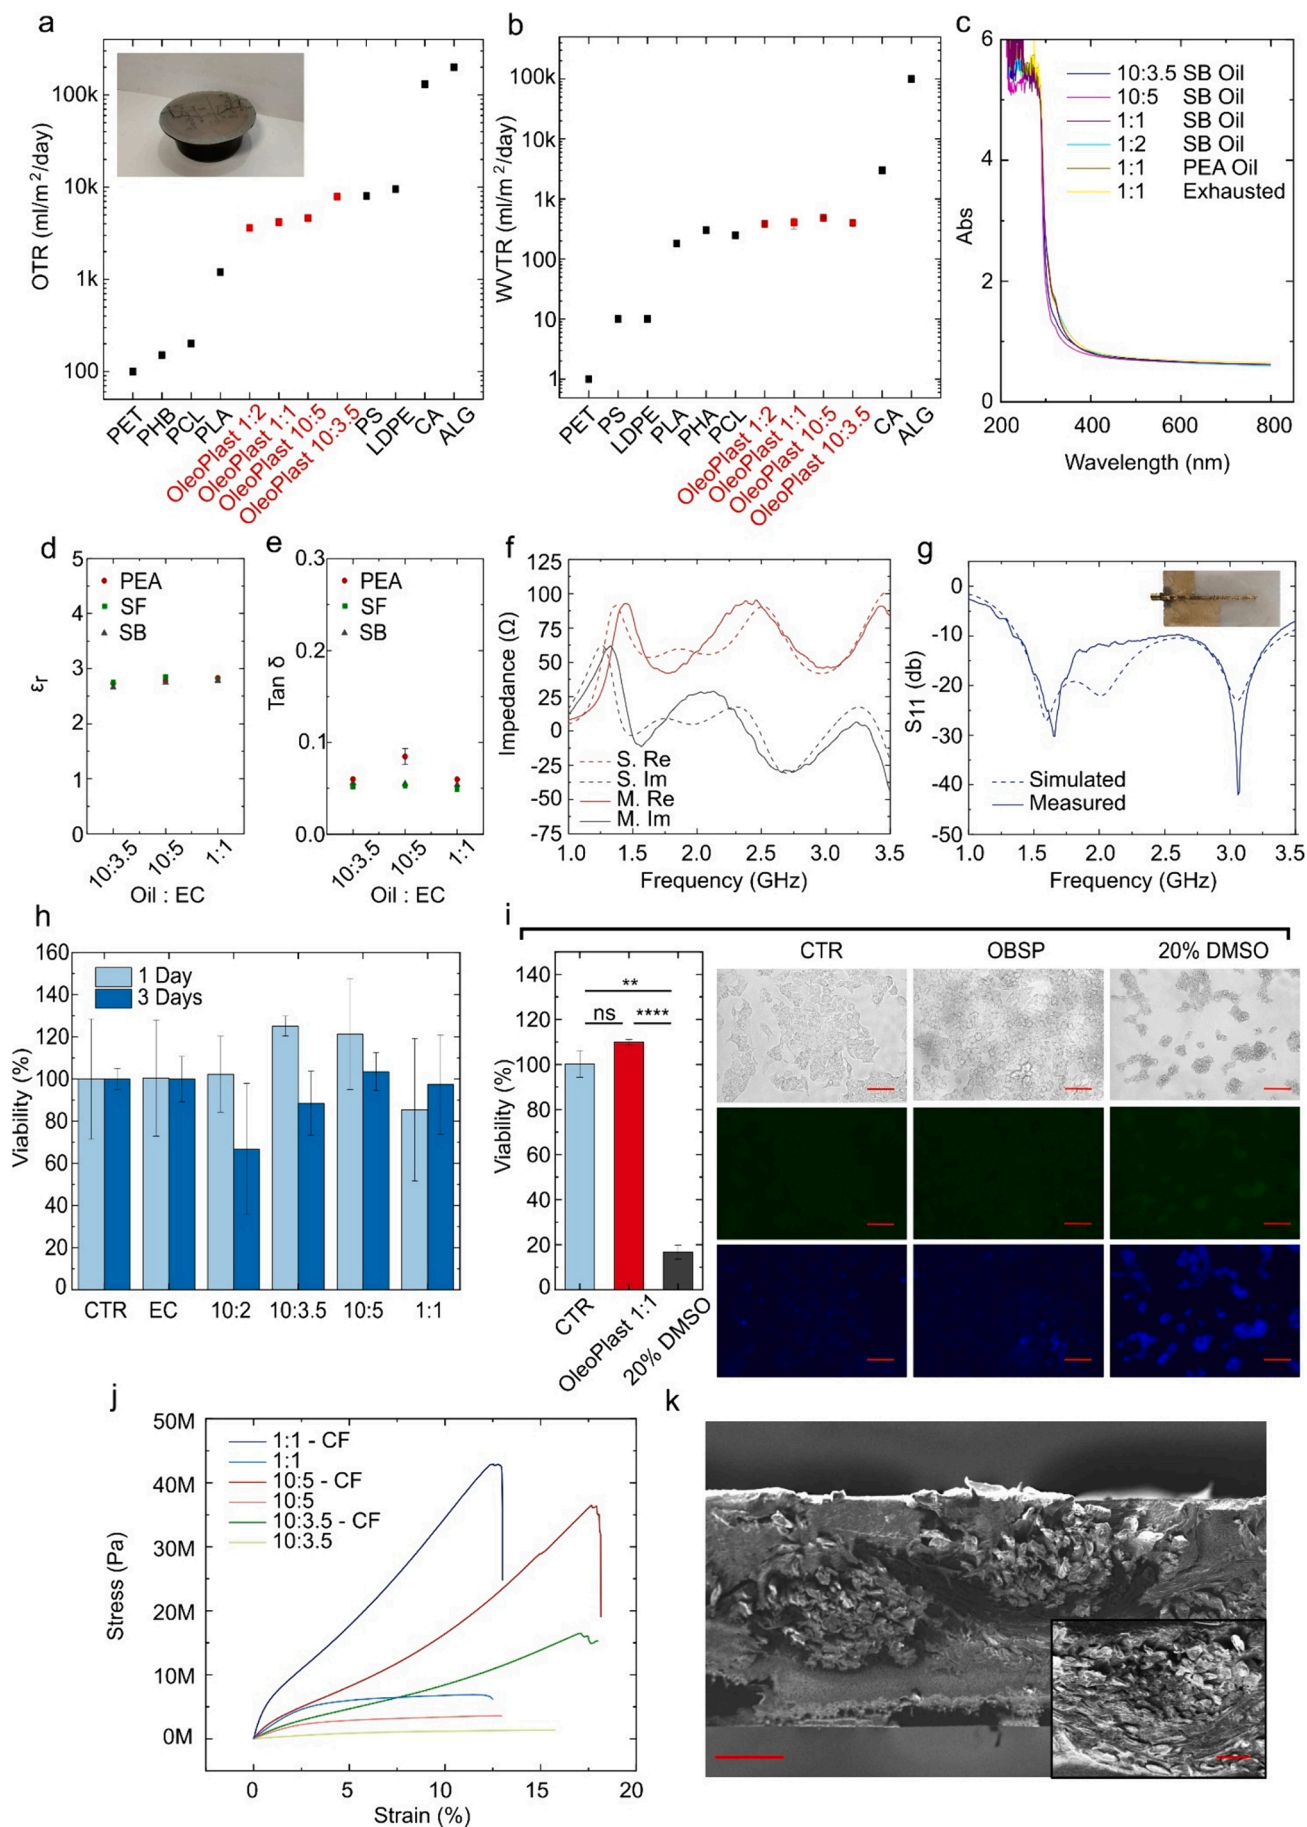 a
OTR (ml/m²/day)
100k
10k
1k
100
PET
PHB
PCL
PLA
OleoPlast 1:2
OleoPlast 1:1
OleoPlast 10:5
OleoPlast 10:3.5
PS
LDPE
CA
ALG
b
WVTR (ml/m²/day)
100k
10k
1k
100
10
1
PET
PS
LDPE
PLA
PHA
PCL
OleoPlast 1:2
OleoPlast 1:1
OleoPlast 10:5
OleoPlast 10:3.5
CA
ALG
c
Abs
6
4
2
0
10:3.5 SB Oil
10:5 SB Oil
1:1 SB Oil
1:2 SB Oil
1:1 PEA Oil
1:1 Exhausted
200 400 600 800
Wavelength (nm)
d
εr
5
4
3
2
1
0
PEA
SF
SB
10:3.5
10:5
1:1
Oil : EC
e
Tan δ
0.3
0.2
0.1
0.0
PEA
SF
SB
10:3.5
10:5
1:1
Oil : EC
f
Impedance (Ω)
125
100
75
50
25
0
-25
-50
-75
S. Re
S. Im
M. Re
M. Im
1.0 1.5 2.0 2.5 3.0 3.5
Frequency (GHz)
g
S11 (db)
0
-10
-20
-30
-40
-50
Simulated
Measured
1.0 1.5 2.0 2.5 3.0 3.5
Frequency (GHz)
h
Viability (%)
160
140
120
100
80
60
40
20
0
1 Day
3 Days
CTR EC 10:2 10:3.5 10:5 1:1
i
Viability (%)
140
120
100
80
60
40
20
0
**
ns ****
CTR
OleoPlast 1:1
20% DMSO
CTR OBSP 20% DMSO
j
Stress (Pa)
50M
40M
30M
20M
10M
0M
1:1 - CF
1:1
10:5 - CF
10:5
10:3.5 - CF
10:3.5
0 5 10 15 20
Strain (%)
k